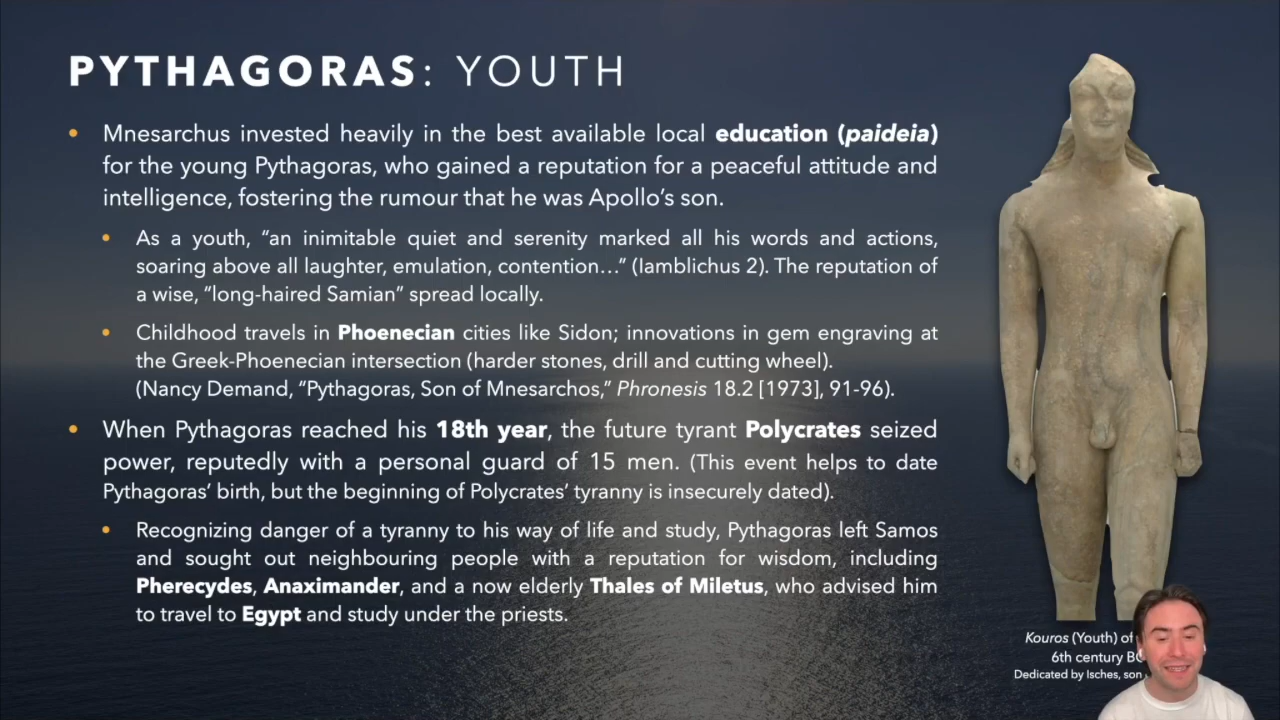 PYTHAGORAS: YOUTH
• Mnesarchus invested heavily in the best available local education (paideia)
for the young Pythagoras, who gained a reputation for a peaceful attitude and
intelligence, fostering the rumour that he was Apollo’s son.
• As a youth, “an inimitable quiet and serenity marked all his words and actions,
soaring above all laughter, emulation, contention…” (Iamblichus 2). The reputation of
a wise, “long-haired Samian” spread locally.
• Childhood travels in Phoenecian cities like Sidon; innovations in gem engraving at
the Greek-Phoenecian intersection (harder stones, drill and cutting wheel).
(Nancy Demand, “Pythagoras, Son of Mnesarchos,” Phronesis 18.2 [1973], 91-96).
• When Pythagoras reached his 18th year, the future tyrant Polycrates seized
power, reputedly with a personal guard of 15 men. (This event helps to date
Pythagoras’ birth, but the beginning of Polycrates’ tyranny is insecurely dated).
• Recognizing danger of a tyranny to his way of life and study, Pythagoras left Samos
and sought out neighbouring people with a reputation for wisdom, including
Pherecydes, Anaximander, and a now elderly Thales of Miletus, who advised him
to travel to Egypt and study under the priests.
Kouros (Youth) of
6th century
Dedicated by Isches, son